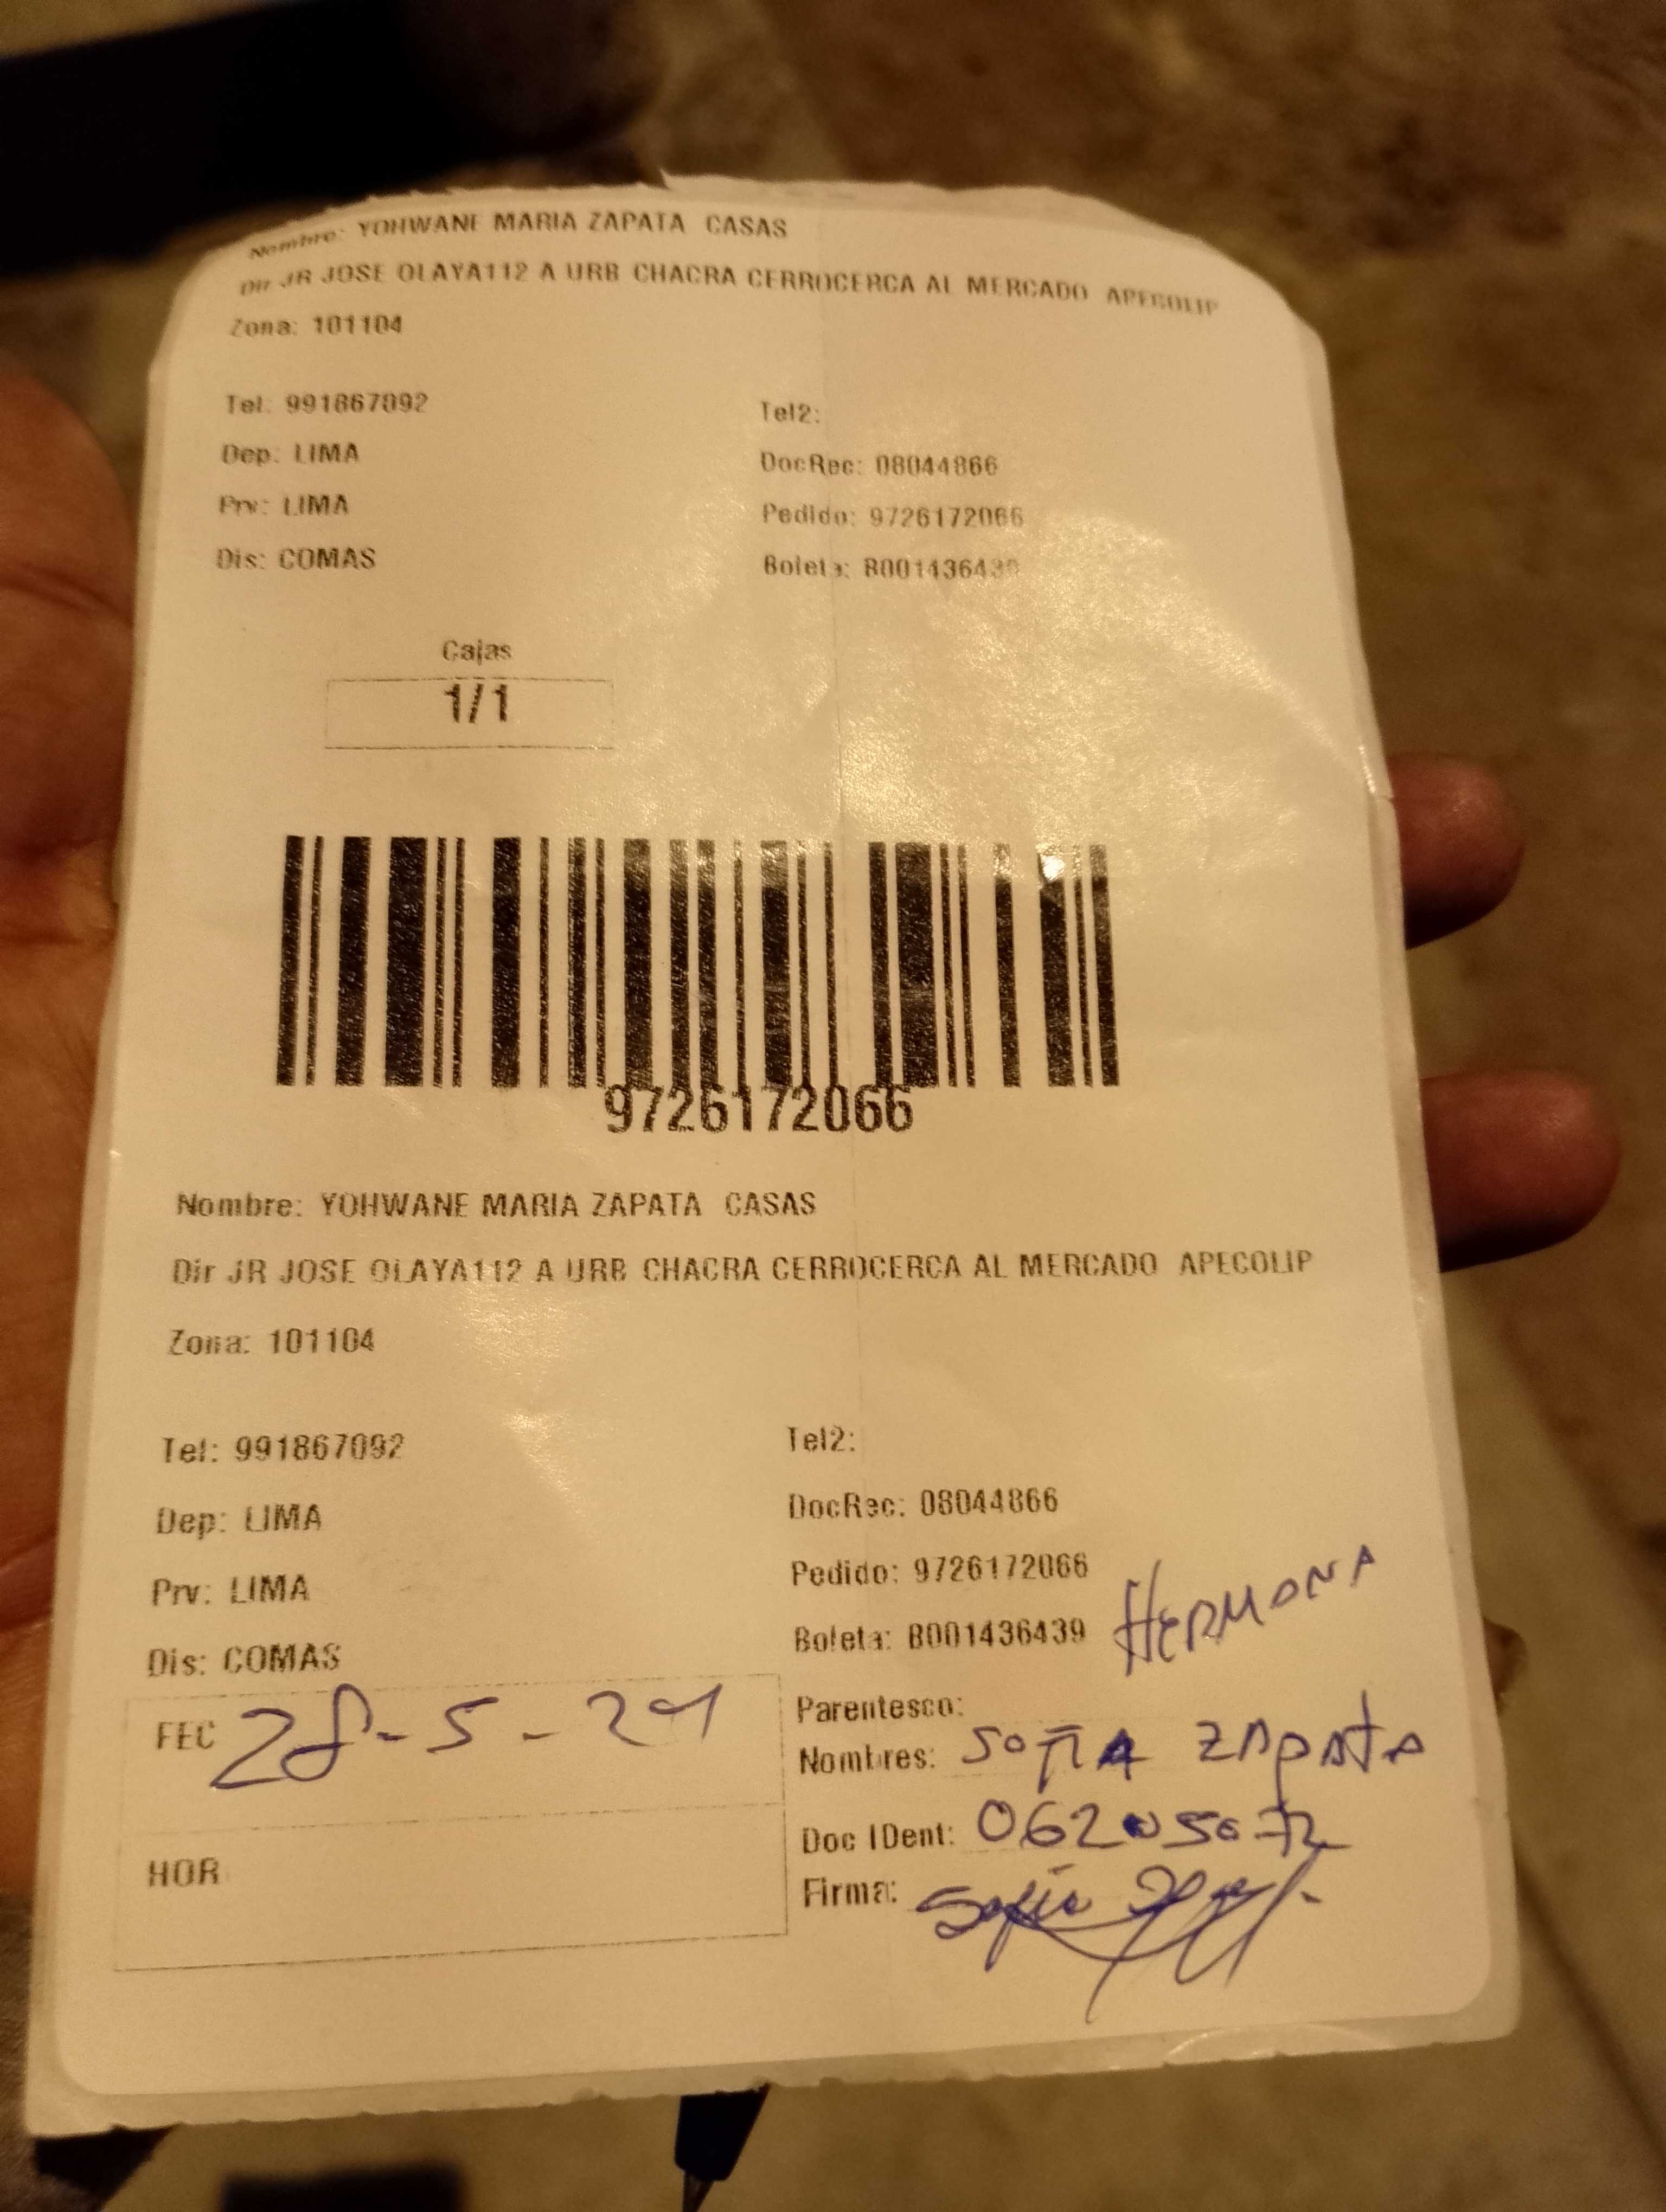 Nombre: YOHWANE MARIA ZAPATA CASAS
Dir JR JOSE OLAYA112 A URB CHACRA CERROCERCA AL MERCADO APECOLIP
Zona: 101104
Tel: 991867092 Tel2:
Dep: LIMA DocRec: 08044866
Prv: LIMA Pedido: 9726172066
Dis: COMAS Boleta: B001436439
Cajas
1/1
9726172066
Nombre: YOHWANE MARIA ZAPATA CASAS
Dir JR JOSE OLAYA112 A URB CHACRA CERROCERCA AL MERCADO APECOLIP
Zona: 101104
Tel: 991867092 Tel2:
Dep: LIMA DocRec: 08044866
Prv: LIMA Pedido: 9726172066
Dis: COMAS Boleta: B001436439
HERMANA
FEC 28-5-24 Parentesco:
Nombres: SOFIA ZAPATA
HOR Doc IDent:
Firma: Sofia